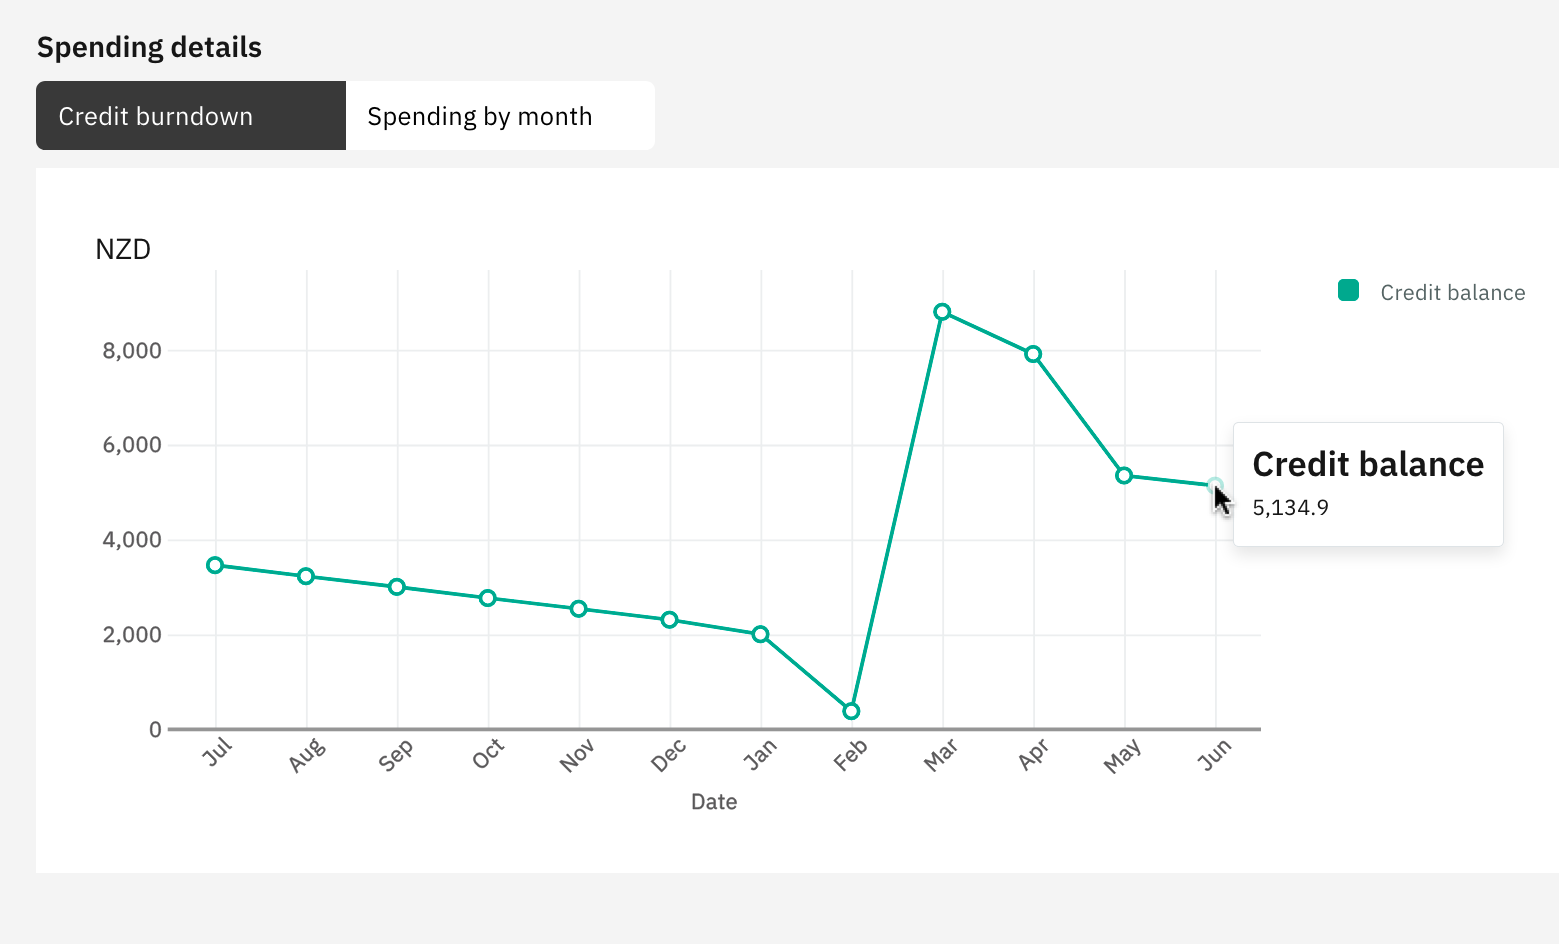 Spending details
Credit burndown Spending by month
NZD
Credit balance
8,000
6,000
4,000
2,000
0
Credit balance
5,134.9
Jul Aug Sep Oct Nov Dec Jan Feb Mar Apr May Jun
Date